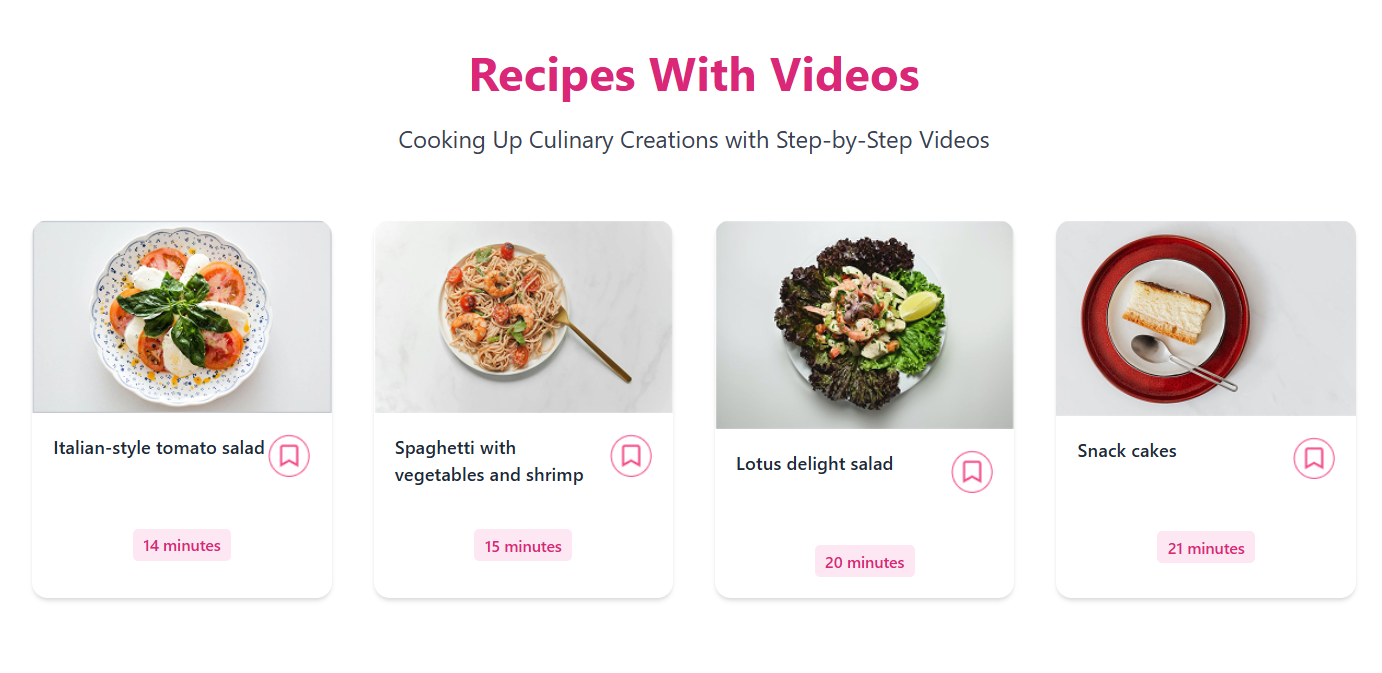 Recipes With Videos
Cooking Up Culinary Creations with Step-by-Step Videos
Italian-style tomato salad
14 minutes
Spaghetti with
vegetables and shrimp
15 minutes
Lotus delight salad
20 minutes
Snack cakes
21 minutes